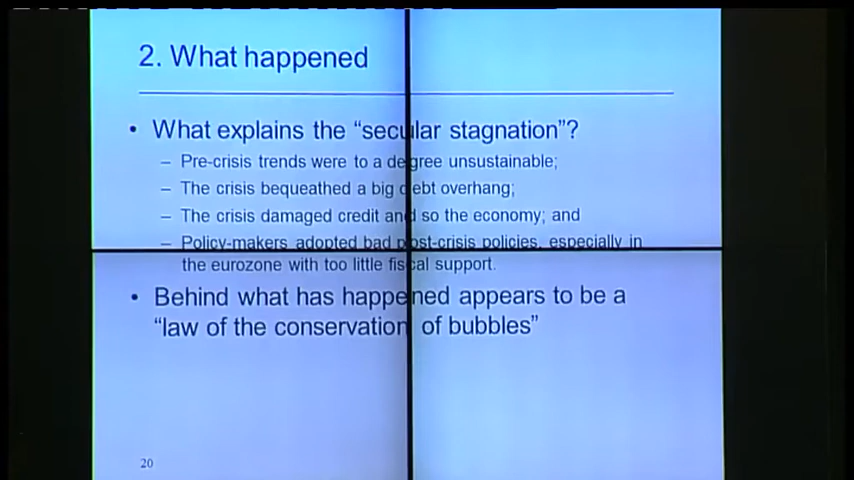 2. What happened
• What explains the “secular stagnation”?
– Pre-crisis trends were to a degree unsustainable;
– The crisis bequeathed a big debt overhang;
– The crisis damaged credit and so the economy; and
– Policy-makers adopted bad post-crisis policies, especially in
the eurozone with too little fiscal support.
• Behind what has happened appears to be a
“law of the conservation of bubbles”
20